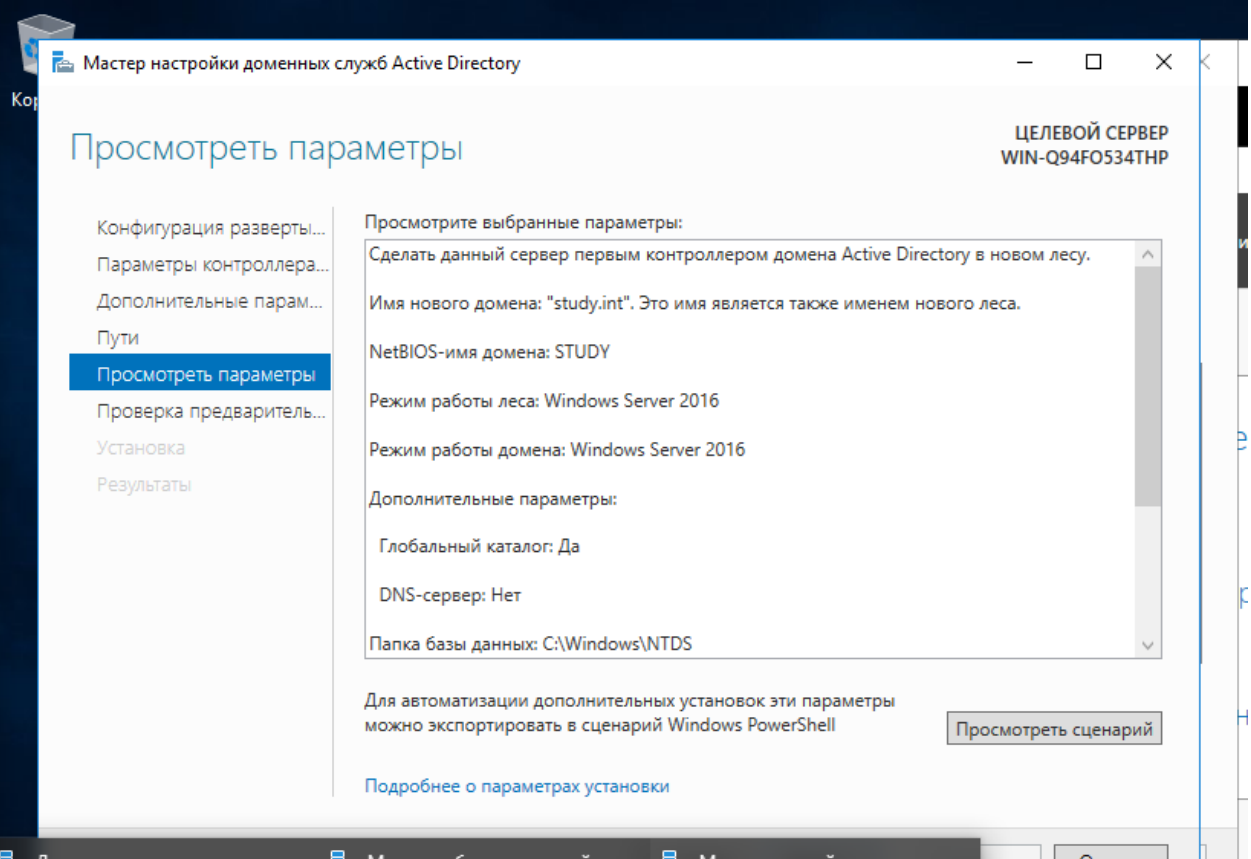 Мастер настройки доменных служб Active Directory
Просмотреть параметры
ЦЕЛЕВОЙ СЕРВЕР
WIN-Q94FO534THP
Конфигурация разверты...
Параметры контроллера...
Дополнительные парам...
Пути
Просмотреть параметры
Проверка предваритель...
Установка
Результаты
Просмотрите выбранные параметры:
Сделать данный сервер первым контроллером домена Active Directory в новом лесу.
Имя нового домена: "study.int". Это имя является также именем нового леса.
NetBIOS-имя домена: STUDY
Режим работы леса: Windows Server 2016
Режим работы домена: Windows Server 2016
Дополнительные параметры:
Глобальный каталог: Да
DNS-сервер: Нет
Папка базы данных: C:\Windows\NTDS
Для автоматизации дополнительных установок эти параметры
можно экспортировать в сценарий Windows PowerShell
Просмотреть сценарий
Подробнее о параметрах установки